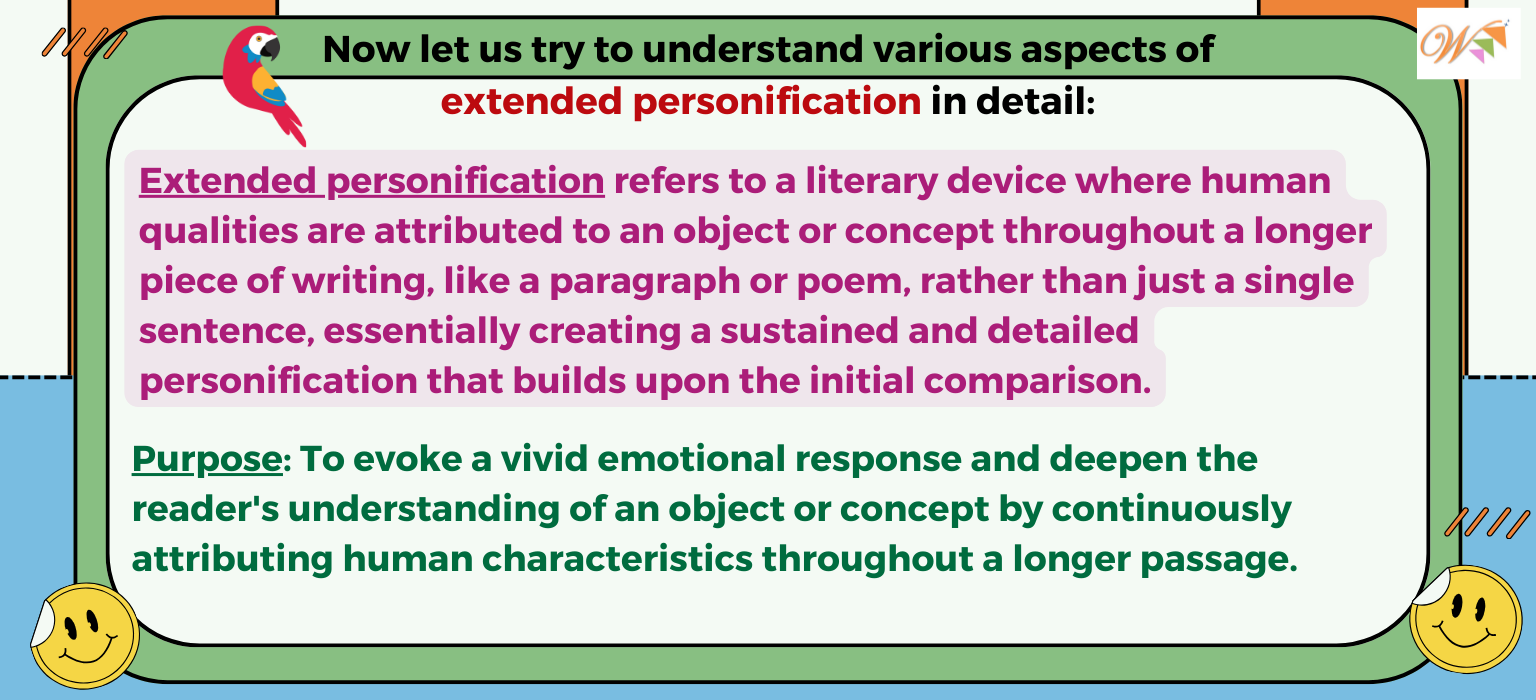 Now let us try to understand various aspects of
extended personification in detail:
Extended personification refers to a literary device where human
qualities are attributed to an object or concept throughout a longer
piece of writing, like a paragraph or poem, rather than just a single
sentence, essentially creating a sustained and detailed
personification that builds upon the initial comparison.
Purpose: To evoke a vivid emotional response and deepen the
reader's understanding of an object or concept by continuously
attributing human characteristics throughout a longer passage.
W